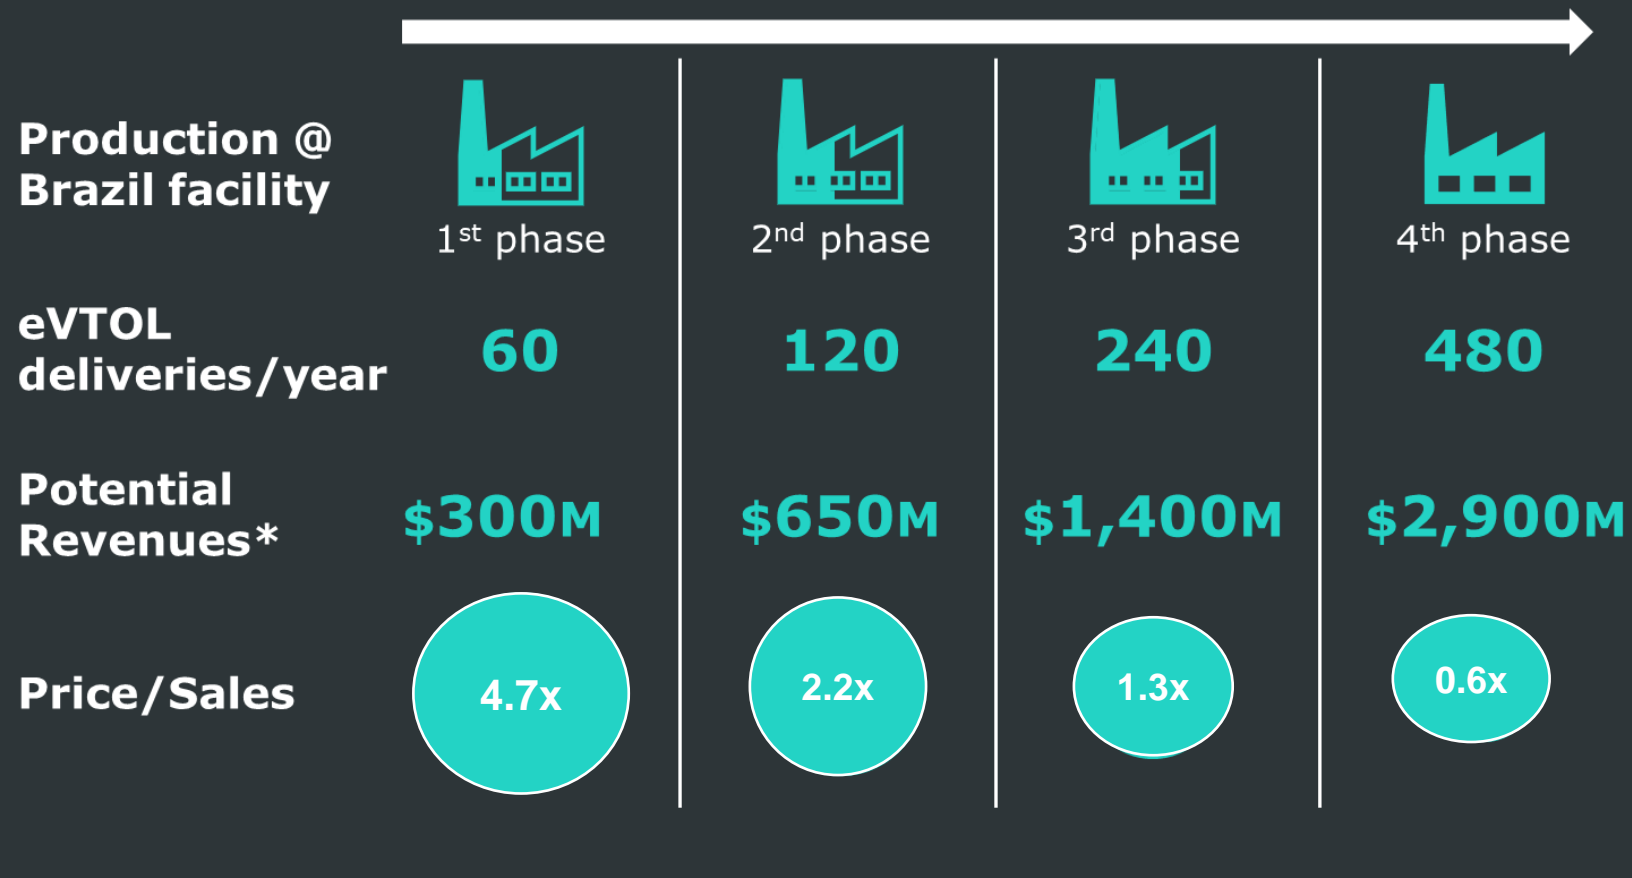 Production @
Brazil facility
1st phase
2nd phase
3rd phase
4th phase
eVTOL
deliveries/year
60
120
240
480
Potential
Revenues*
$300M
$650M
$1,400M
$2,900M
Price/Sales
4.7x
2.2x
1.3x
0.6x